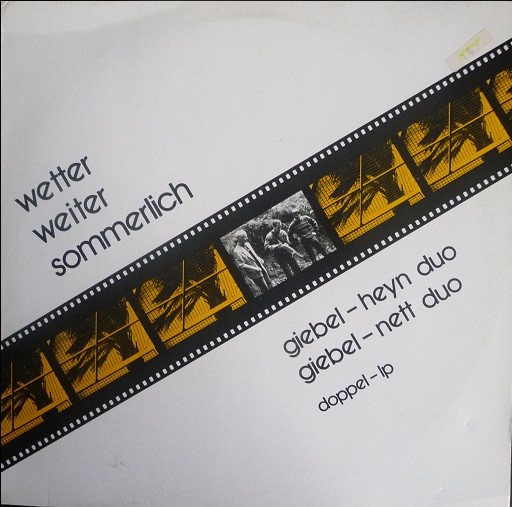 wetter
weiter
sommerlich
giebel-heyn duo
giebel-nett duo
doppel-lp